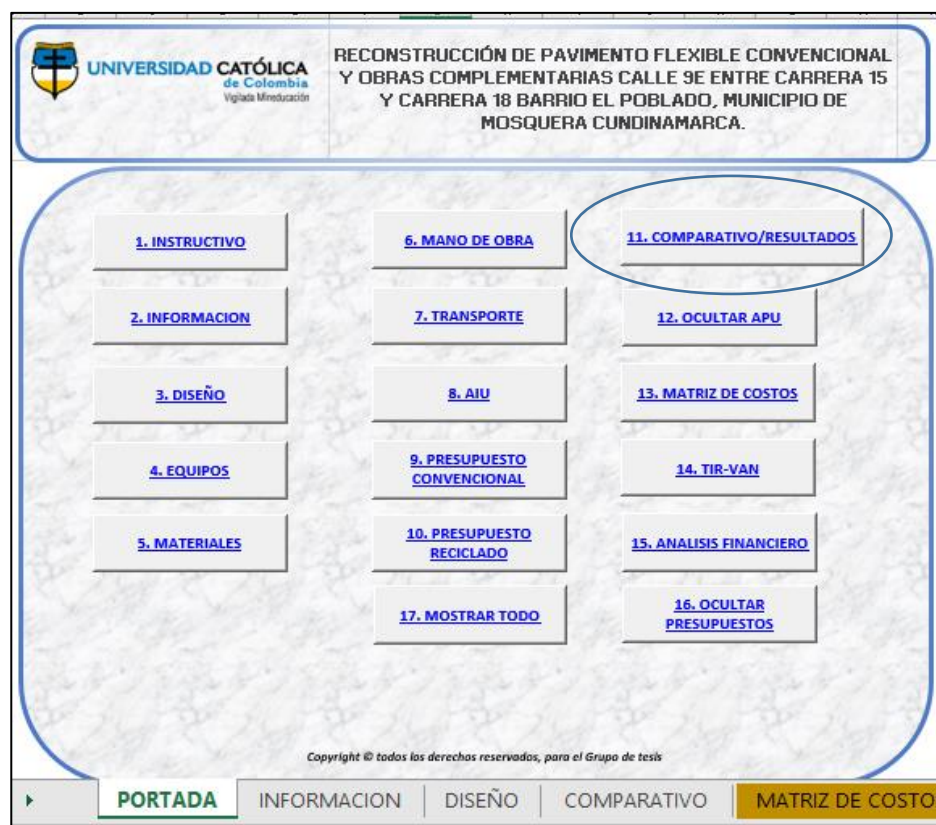 UNIVERSIDAD CATÓLICA
de Colombia
Vigilada Mineducación
RECONSTRUCCIÓN DE PAVIMENTO FLEXIBLE CONVENCIONAL
Y OBRAS COMPLEMENTARIAS CALLE 9E ENTRE CARRERA 15
Y CARRERA 18 BARRIO EL POBLADO, MUNICIPIO DE
MOSQUERA CUNDINAMARCA.
1. INSTRUCTIVO
2. INFORMACION
3. DISEÑO
4. EQUIPOS
5. MATERIALES
6. MANO DE OBRA
7. TRANSPORTE
8. AIU
9. PRESUPUESTO
CONVENCIONAL
10. PRESUPUESTO
RECICLADO
17. MOSTRAR TODO
11. COMPARATIVO/RESULTADOS
12. OCULTAR APU
13. MATRIZ DE COSTOS
14. TIR-VAN
15. ANALISIS FINANCIERO
16. OCULTAR
PRESUPUESTOS
Copyright © todos los derechos reservados, para el Grupo de tesis
PORTADA
INFORMACION
DISEÑO
COMPARATIVO
MATRIZ DE COSTO